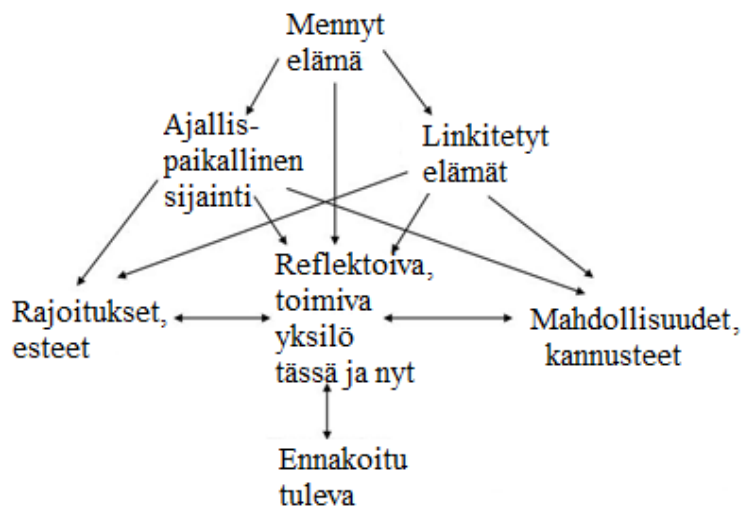 Mennyt
elämä
Ajallis-
paikallinen
sijainti
Linkitetyt
elämät
Rajoitukset,
esteet
Reflektoiva,
toimiva
yksilö
tässä ja nyt
Mahdollisuudet,
kannusteet
Ennakoitu
tuleva